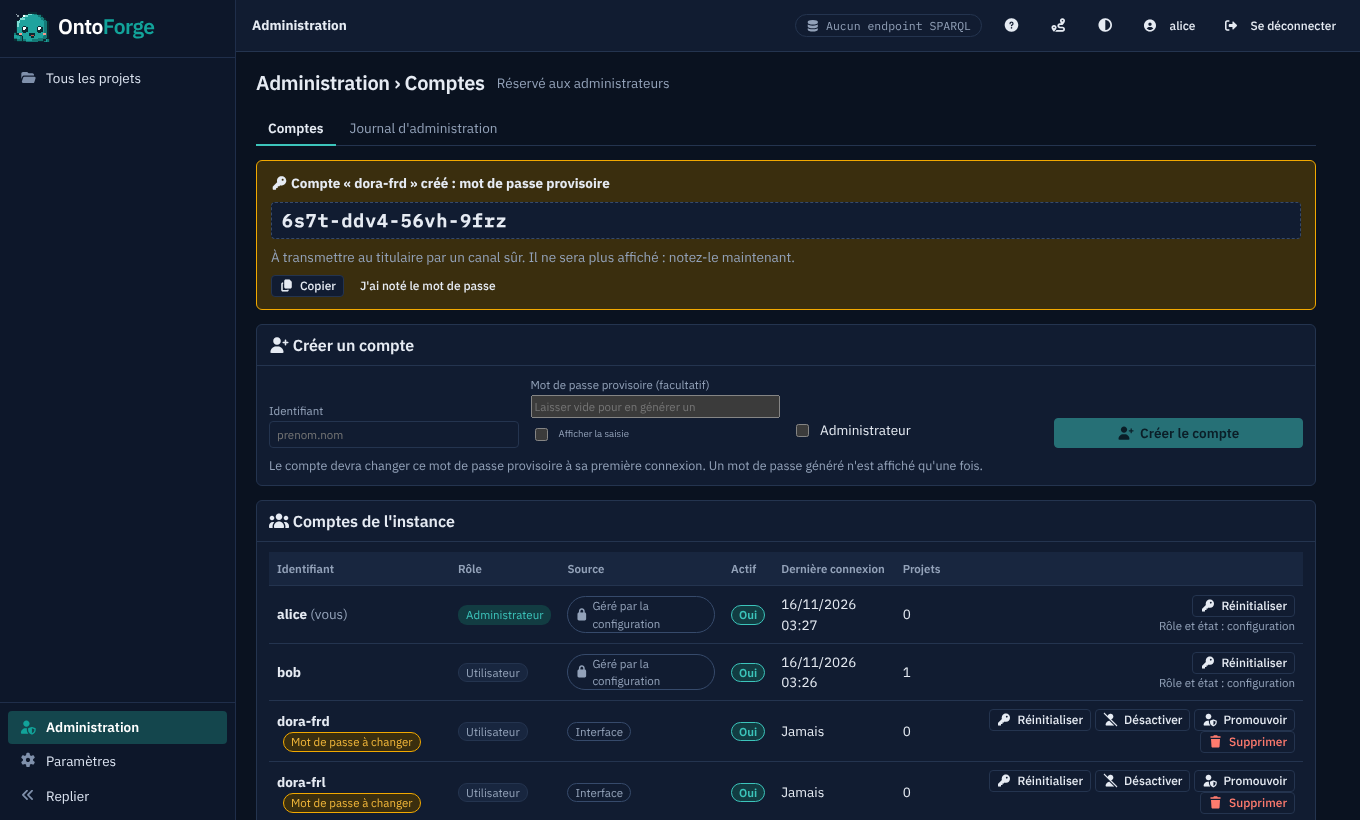 OntoForge
Administration
Aucun endpoint SPARQL
alice
Se déconnecter
Tous les projets
Administration › Comptes
Réservé aux administrateurs
Comptes
Journal d'administration
Compte « dora-frd » créé : mot de passe provisoire
6s7t-ddv4-56vh-9frz
À transmettre au titulaire par un canal sûr. Il ne sera plus affiché : notez-le maintenant.
Copier
J'ai noté le mot de passe
Créer un compte
Identifiant
prenom.nom
Mot de passe provisoire (facultatif)
Laisser vide pour en générer un
Afficher la saisie
Administrateur
Créer le compte
Le compte devra changer ce mot de passe provisoire à sa première connexion. Un mot de passe généré n'est affiché qu'une fois.
Comptes de l'instance
Identifiant Rôle Source Actif Dernière connexion Projets
alice (vous)
Administrateur
Géré par la
configuration
Oui
16/11/2026
03:27
0
Réinitialiser
Rôle et état : configuration
bob
Utilisateur
Géré par la
configuration
Oui
16/11/2026
03:26
1
Réinitialiser
Rôle et état : configuration
dora-frd
Mot de passe à changer
Utilisateur
Interface
Oui
Jamais
0
Réinitialiser
Désactiver
Promouvoir
Supprimer
dora-frl
Mot de passe à changer
Utilisateur
Interface
Oui
Jamais
0
Réinitialiser
Désactiver
Promouvoir
Supprimer
Administration
Paramètres
Replier